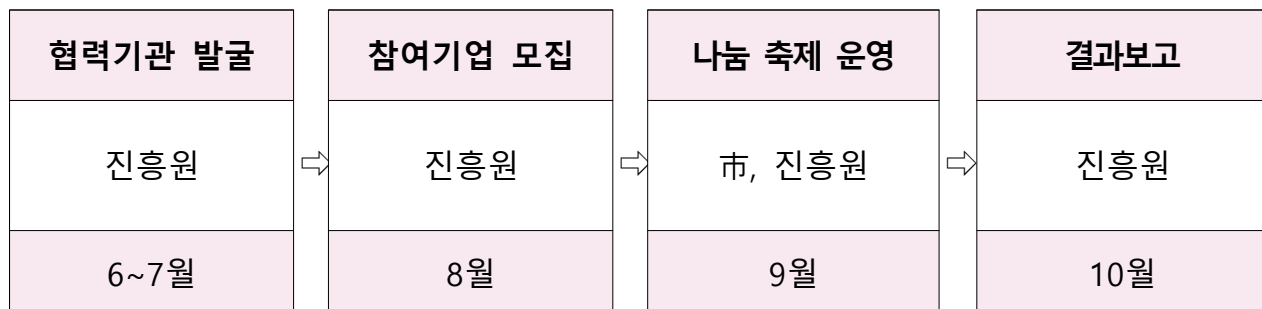 협력기관 발굴
참여기업 모집
나눔 축제 운영
결과보고
진흥원
⇨
진흥원
⇨
市, 진흥원
⇨
진흥원
6~7월
8월
9월
10월